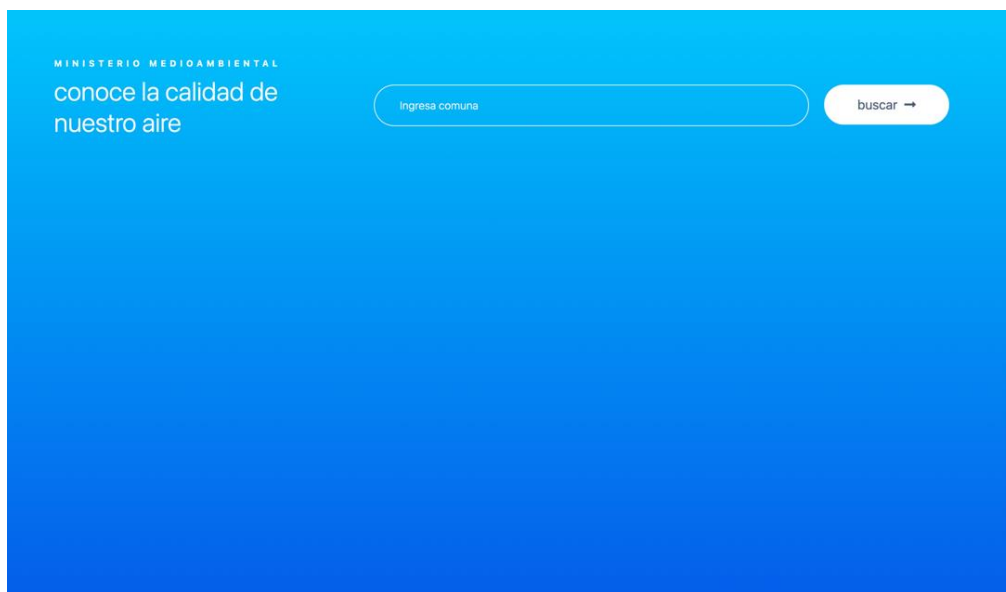 MINISTERIO MEDIOAMBIENTAL
conoce la calidad de
nuestro aire
Ingresa comuna
buscar →